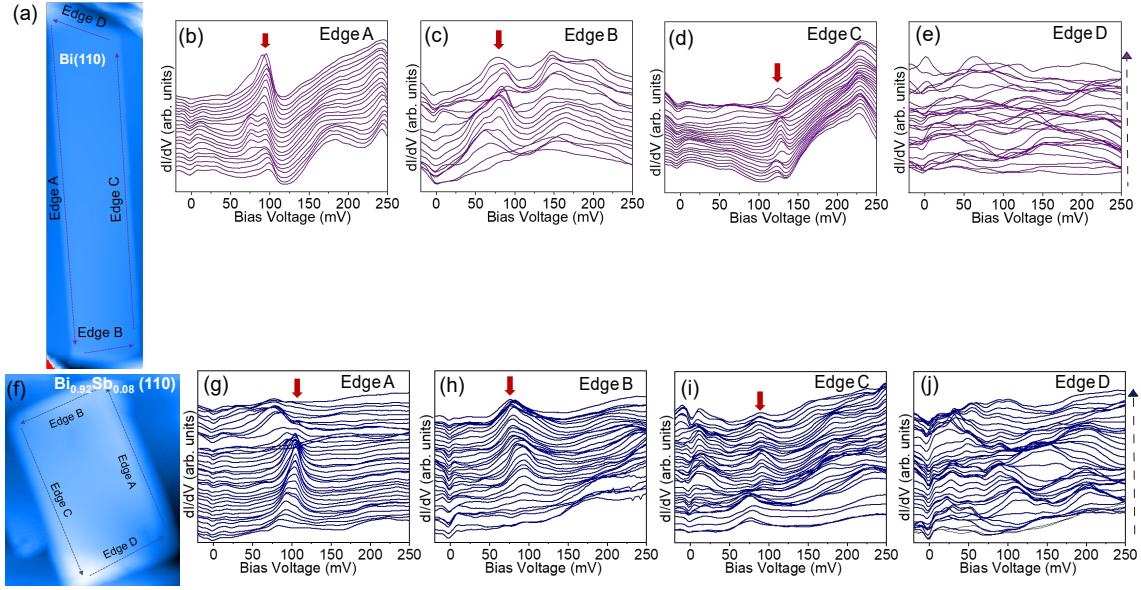 (a)
Edge D
Bi(110)
Edge A
Edge C
Edge B
(b)
Edge A
dI/dV (arb. units)
0 50 100 150 200 250
Bias Voltage (mV)
(c)
Edge B
dI/dV (arb. units)
0 50 100 150 200 250
Bias Voltage (mV)
(d)
Edge C
dI/dV (arb. units)
0 50 100 150 200 250
Bias Voltage (mV)
(e)
Edge D
dI/dV (arb. units)
0 50 100 150 200 250
Bias Voltage (mV)
(f)
Bi0.92Sb0.08 (110)
Edge B
Edge A
Edge C
Edge D
(g)
Edge A
dI/dV (arb. units)
0 50 100 150 200 250
Bias Voltage (mV)
(h)
Edge B
dI/dV (arb. units)
0 50 100 150 200 250
Bias Voltage (mV)
(i)
Edge C
dI/dV (arb. units)
0 50 100 150 200 250
Bias Voltage (mV)
(j)
Edge D
dI/dV (arb. units)
0 50 100 150 200 250
Bias Voltage (mV)